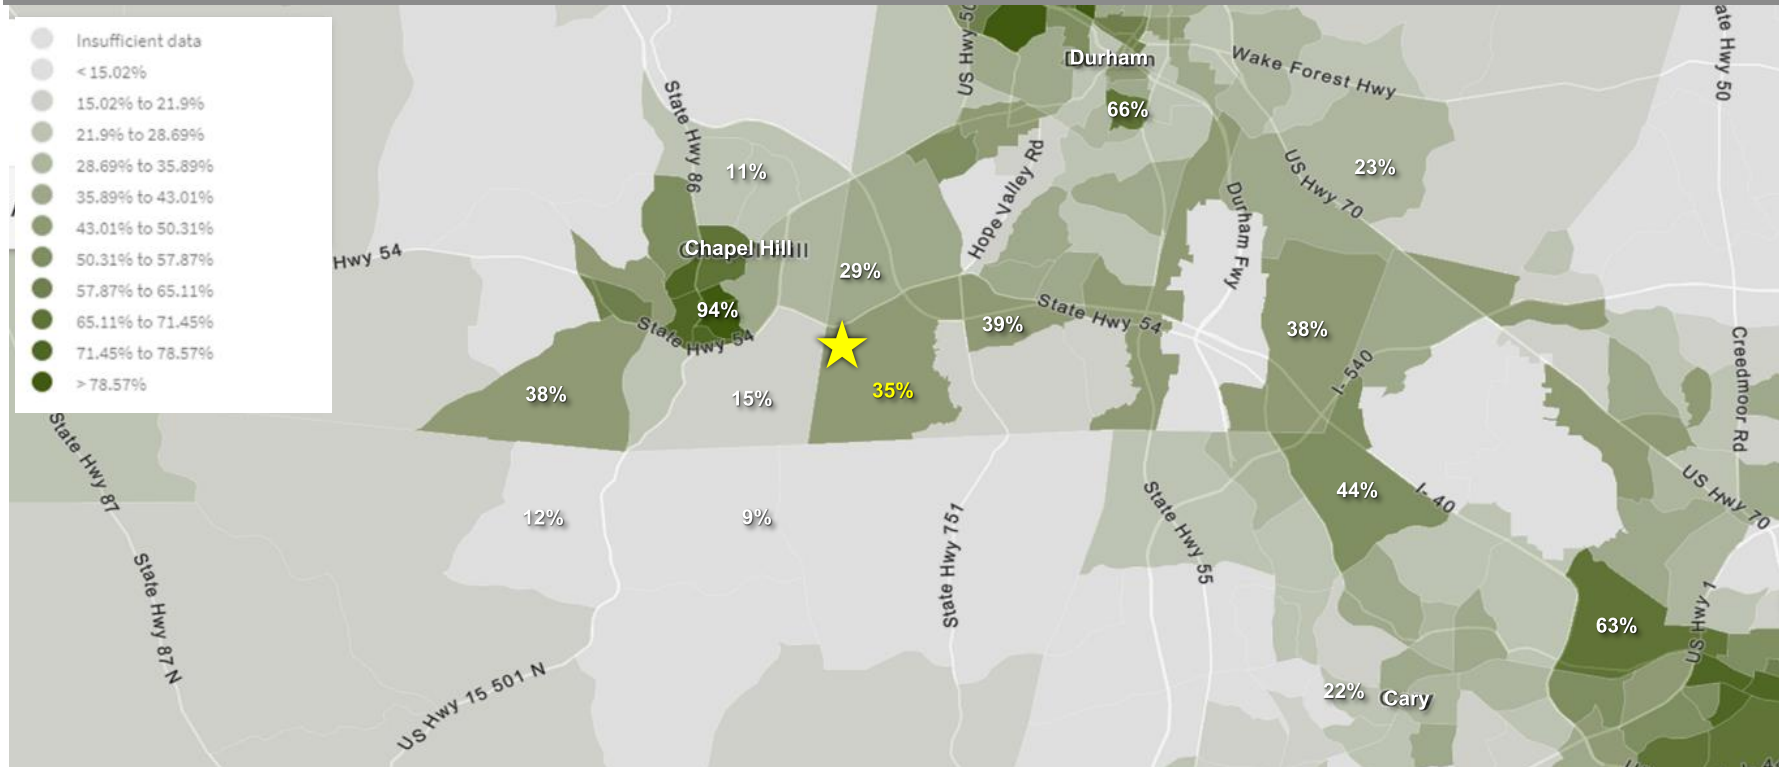 Insufficient data
< 15.02%
15.02% to 21.9%
21.9% to 28.69%
28.69% to 35.89%
35.89% to 43.01%
43.01% to 50.31%
50.31% to 57.87%
57.87% to 65.11%
65.11% to 71.45%
71.45% to 78.57%
> 78.57%
US Hwy 50
Durham
66%
Wake Forest Hwy
ate Hwy 50
State Hwy 86
11%
Hope Valley Rd
US Hwy 70
23%
Durham Fwy
Hwy 54
Chapel Hill
29%
94%
State Hwy 54
39%
State Hwy 54
38%
I- 540
Creedmoor Rd
38%
15%
35%
State Hwy 87
12%
9%
State Hwy 751
State Hwy 55
44%
I- 40
US Hwy 70
State Hwy 87 N
63%
US Hwy 1
US Hwy 15 501 N
22%
Cary